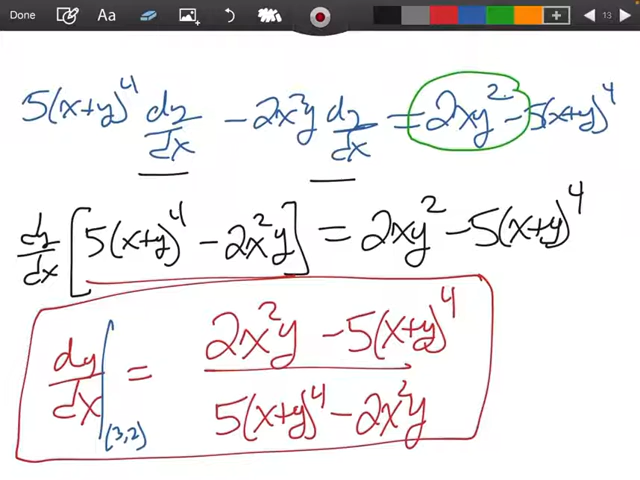 Done Aa 13
5(x+y)^4 dy/dx - 2x^2y dy/dx = 2xy^2 - 5(x+y)^4
dy/dx [5(x+y)^4 - 2x^2y] = 2xy^2 - 5(x+y)^4
dy/dx |(3,2) = (2x^2y - 5(x+y)^4) / (5(x+y)^4 - 2x^2y)